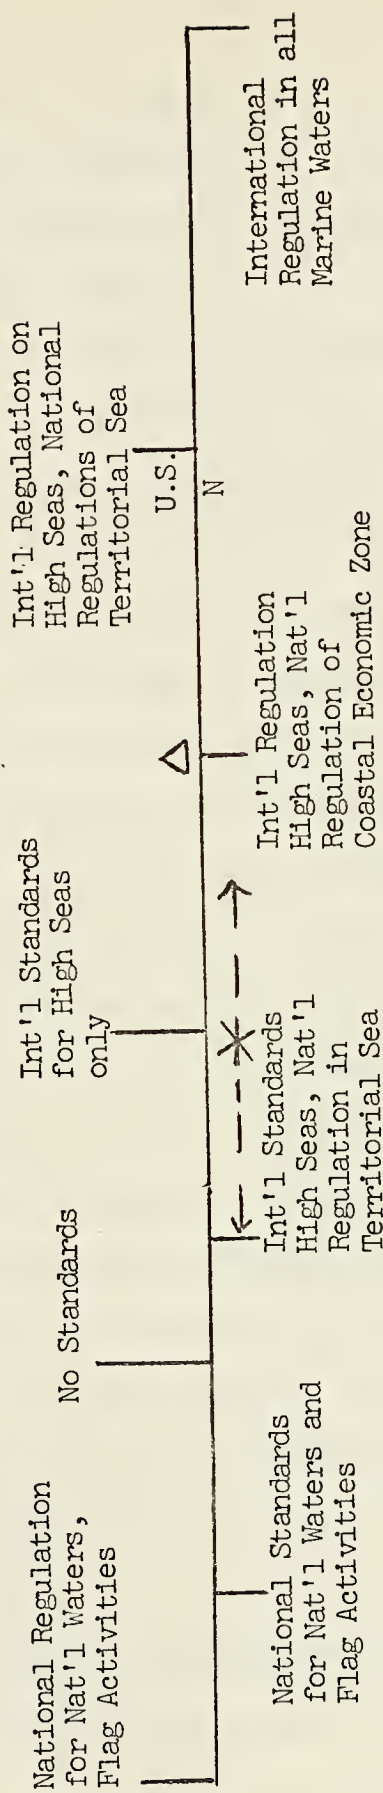 National Regulation
for Nat'l Waters,
Flag Activities
No Standards
Int'l Standards
for High Seas
only
Int'l Regulation on
High Seas, National
Regulations of
Territorial Sea
U.S.
N
National Standards
for Nat'l Waters and
Flag Activities
Int'l Standards
High Seas, Nat'l
Regulation in
Territorial Sea
Int'l Regulation
High Seas, Nat'l
Regulation of
Coastal Economic Zone
International
Regulation in all
Marine Waters